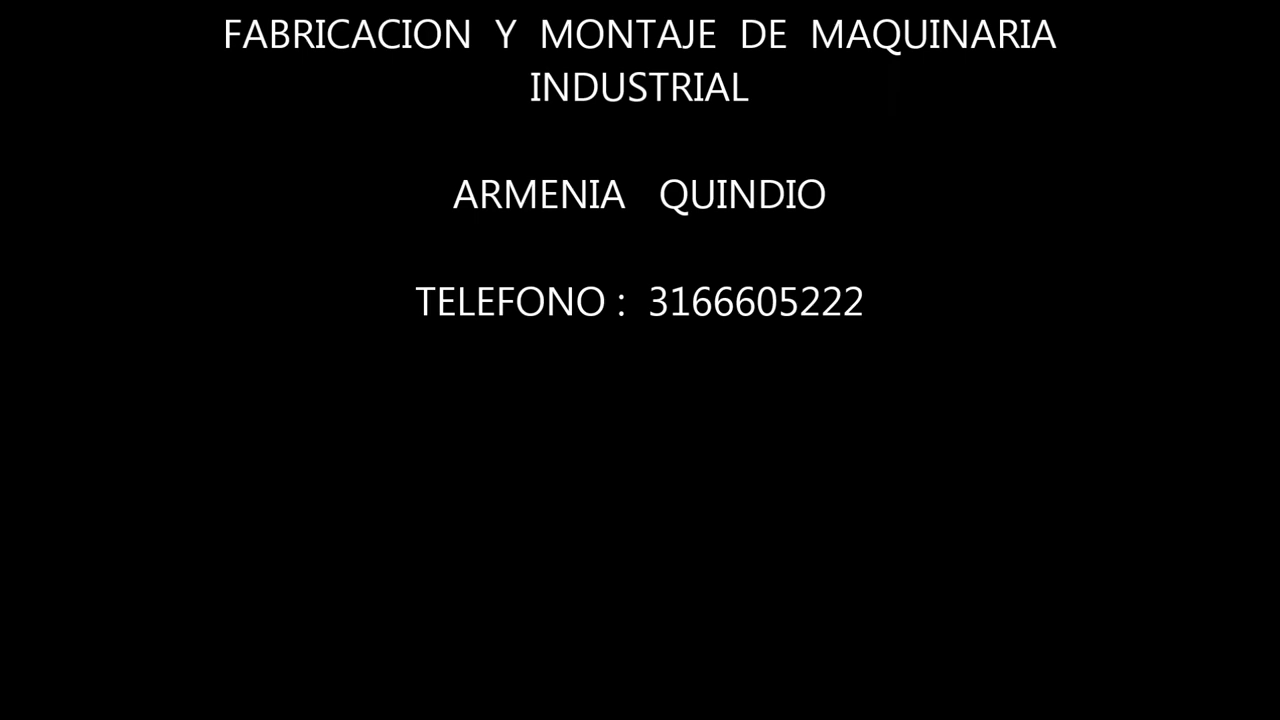 FABRICACION Y MONTAJE DE MAQUINARIA
INDUSTRIAL
ARMENIA QUINDIO
TELEFONO : 3166605222